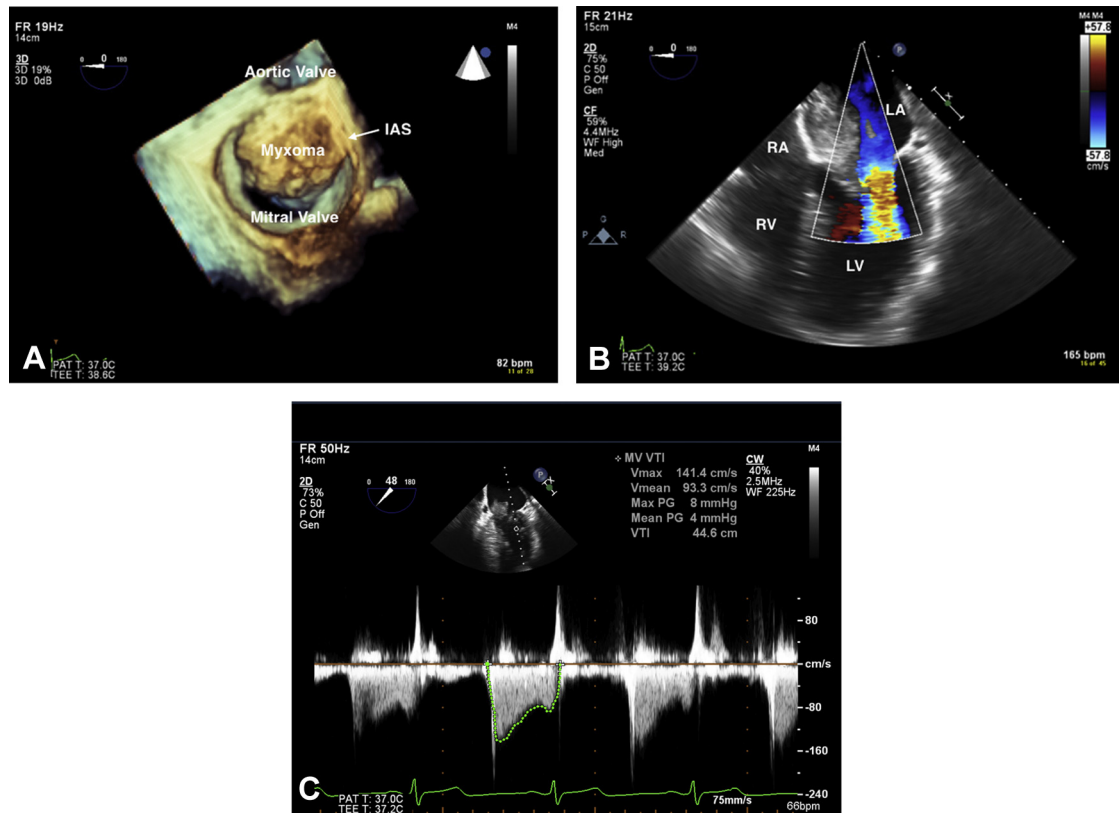 FR 19Hz
14cm
M4
3D
3D 19%
3D 0dB
0
0 180
Aortic Valve
IAS
Myxoma
Mitral Valve
A
PAT T: 37.0C
TEE T: 38.6C
82 bpm
11 of 28
FR 21Hz
15cm
M4 M4
+57.8
2D
75%
C 50
P Off
Gen
0
0 180
P
CF
59%
4.4MHz
WF High
Med
X
LA
RA
RV
LV
-57.8
cm/s
G
P R
B
PAT T: 37.0C
TEE T: 39.2C
165 bpm
16 of 45
FR 50Hz
14cm
M4
2D
73%
C 50
P Off
Gen
48
0 180
P
X
MV VTI
Vmax 141.4 cm/s
Vmean 93.3 cm/s
Max PG 8 mmHg
Mean PG 4 mmHg
VTI 44.6 cm
CW
40%
2.5MHz
WF 225Hz
80
cm/s
-80
-160
-240
C
PAT T: 37.0C
TEE T: 37.2C
75mm/s
66bpm